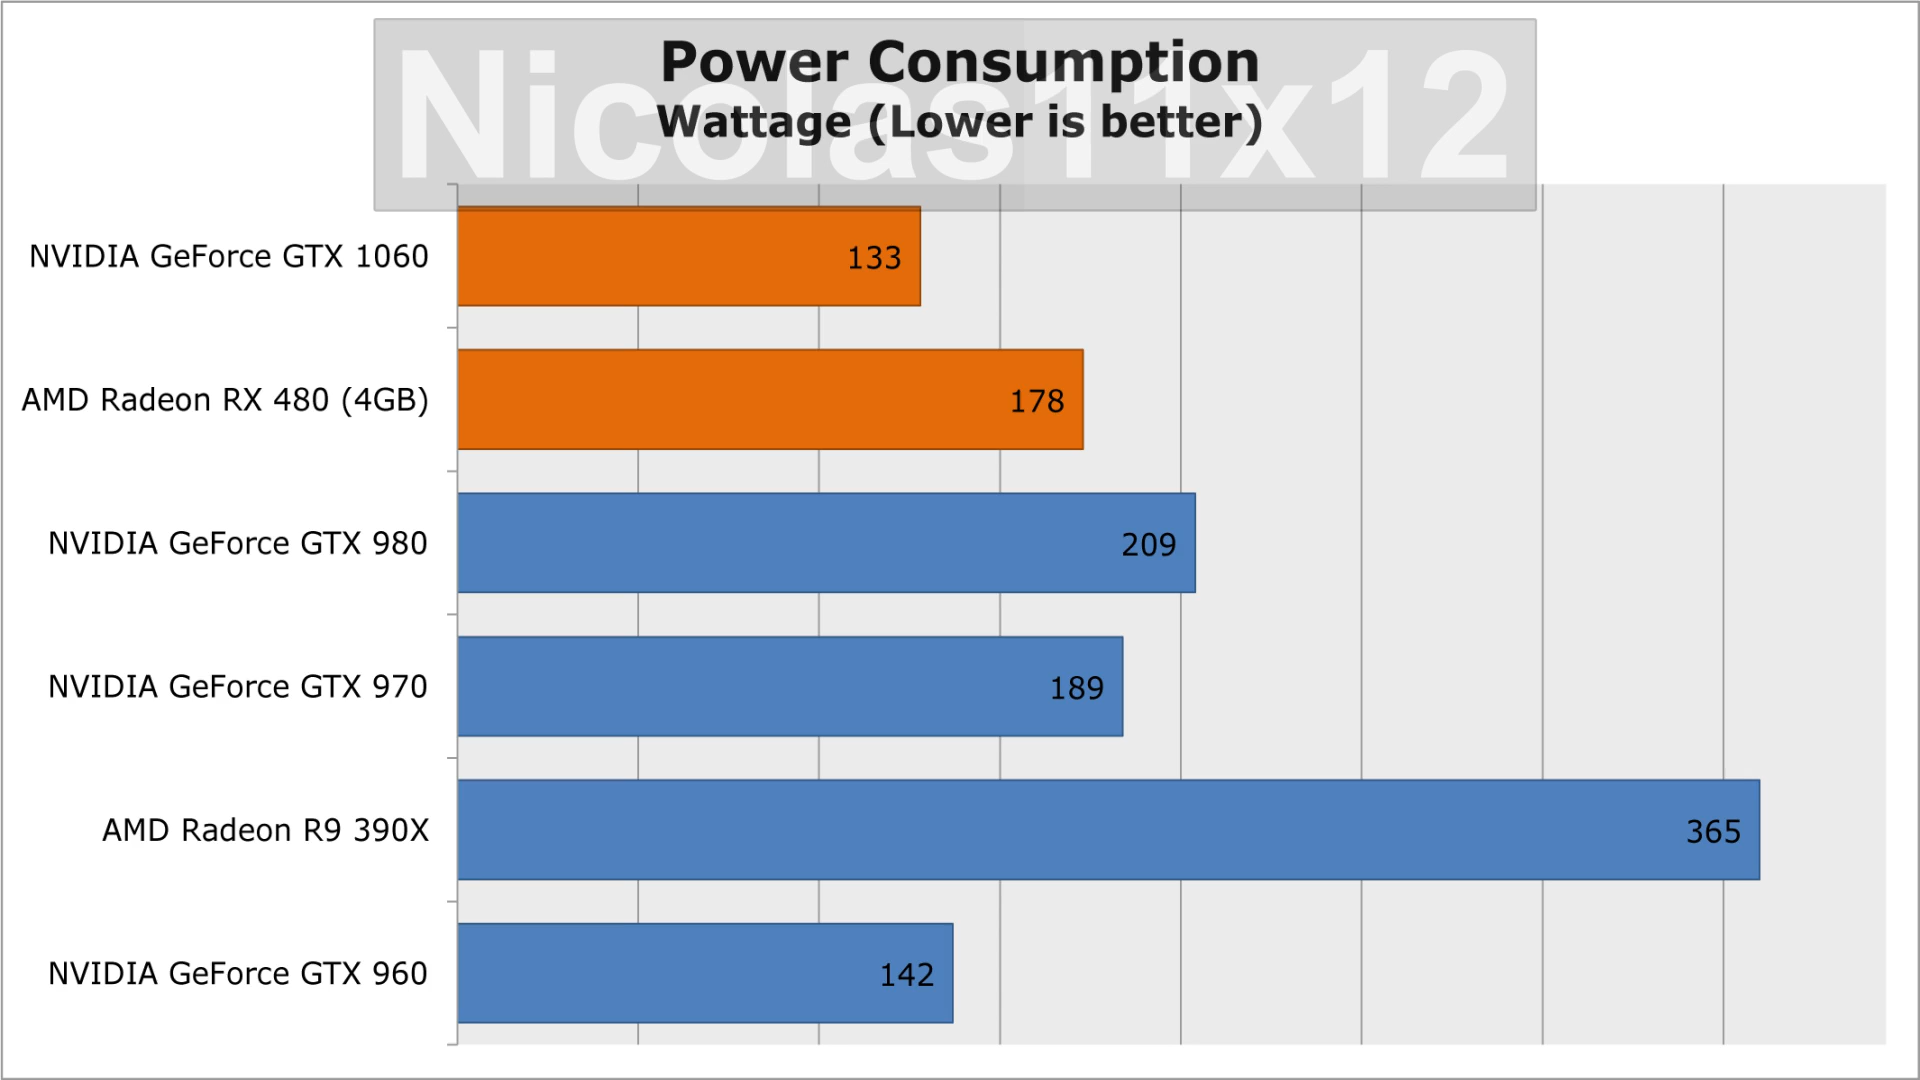 Power Consumption
Wattage (Lower is better)
Nicolas11x12
NVIDIA GeForce GTX 1060
133
AMD Radeon RX 480 (4GB)
178
NVIDIA GeForce GTX 980
209
NVIDIA GeForce GTX 970
189
AMD Radeon R9 390X
365
NVIDIA GeForce GTX 960
142